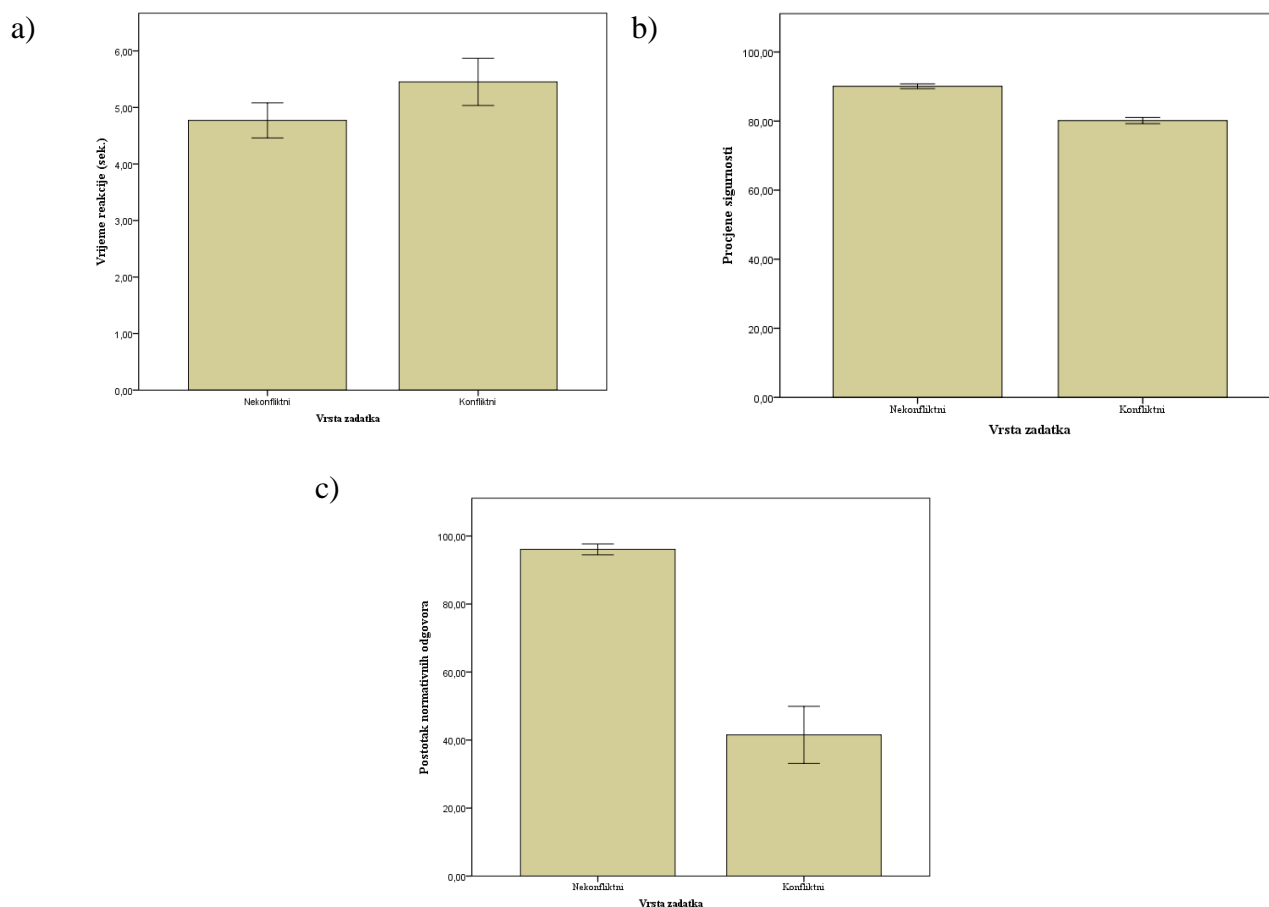 a)
Vrijeme reakcije (sek.)
6,00
5,00
4,00
3,00
2,00
1,00
0,00
Nekonfliktni
Konfliktni
Vrsta zadatka
b)
Procjene sigurnosti
100,00
80,00
60,00
40,00
20,00
0,00
Nekonfliktni
Konfliktni
Vrsta zadatka
c)
Postotak normativnih odgovora
100,00
80,00
60,00
40,00
20,00
0,00
Nekonfliktni
Konfliktni
Vrsta zadatka